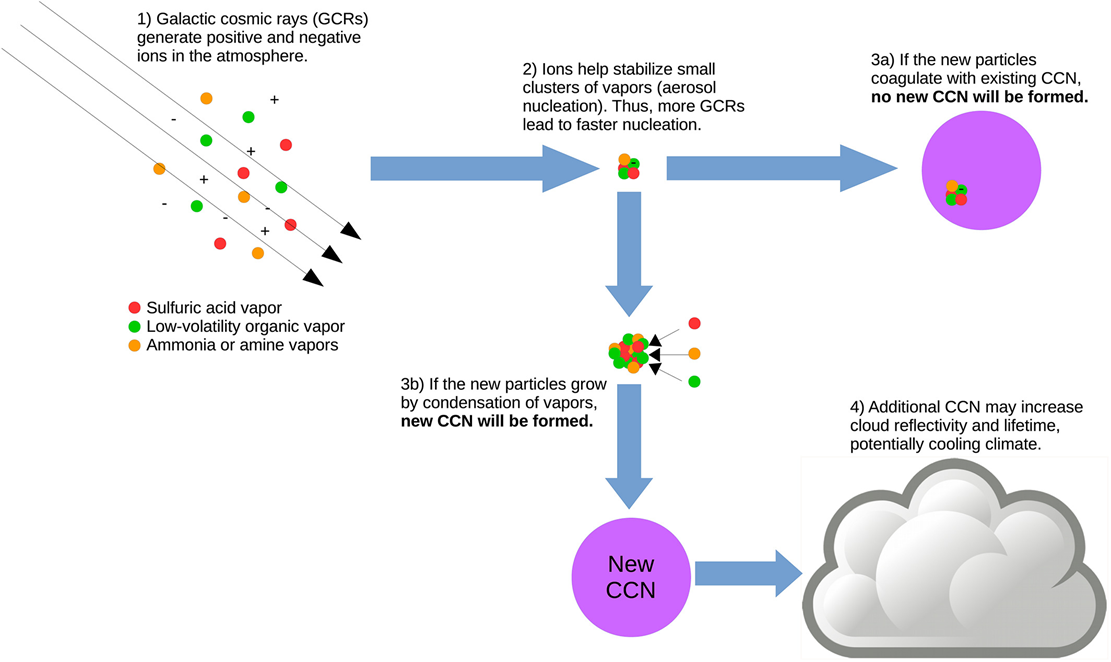 1) Galactic cosmic rays (GCRs)
generate positive and negative
ions in the atmosphere.
+
-
+
+
-
-
-
+
Sulfuric acid vapor
Low-volatility organic vapor
Ammonia or amine vapors
2) Ions help stabilize small
clusters of vapors (aerosol
nucleation). Thus, more GCRs
lead to faster nucleation.
-
3a) If the new particles
coagulate with existing CCN,
no new CCN will be formed.
-
3b) If the new particles grow
by condensation of vapors,
new CCN will be formed.
New
CCN
4) Additional CCN may increase
cloud reflectivity and lifetime,
potentially cooling climate.